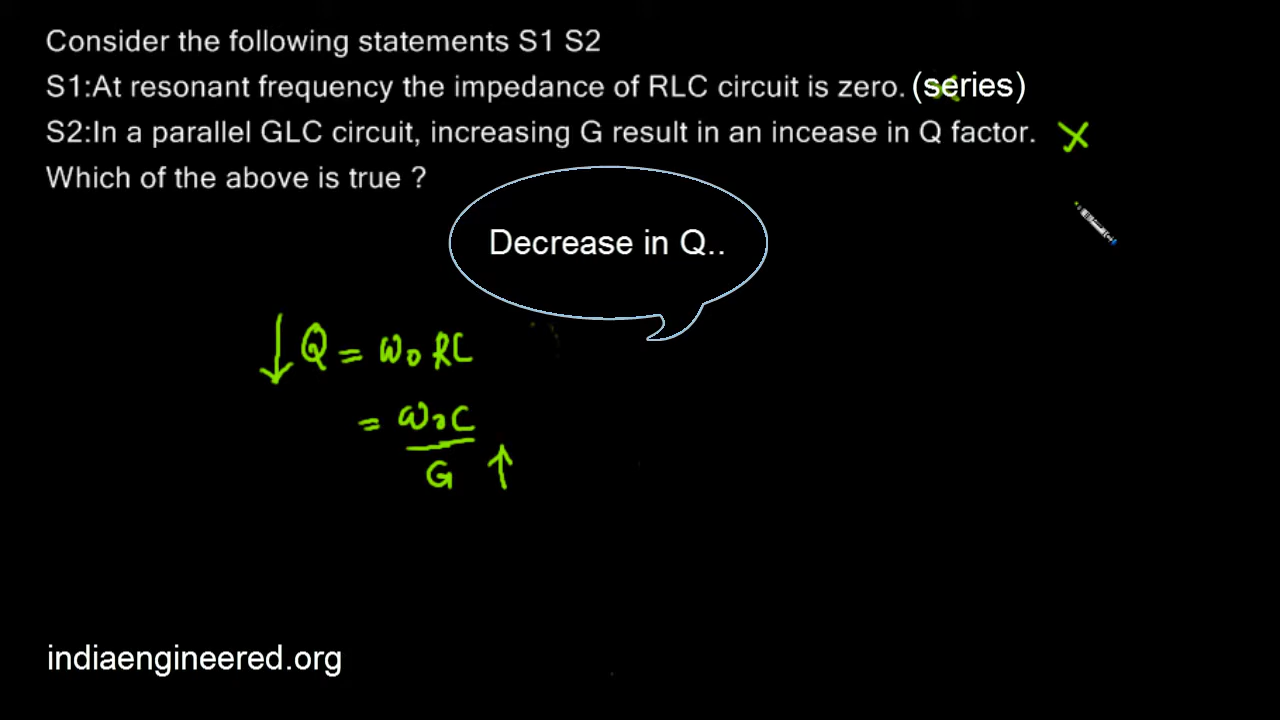 Consider the following statements S1 S2
S1:At resonant frequency the impedance of RLC circuit is zero. (series)
S2:In a parallel GLC circuit, increasing G result in an incease in Q factor. ×
Which of the above is true ?
Decrease in Q..
↓ Q = ω₀ RC
= ω₀C
G ↑
indiaengineered.org